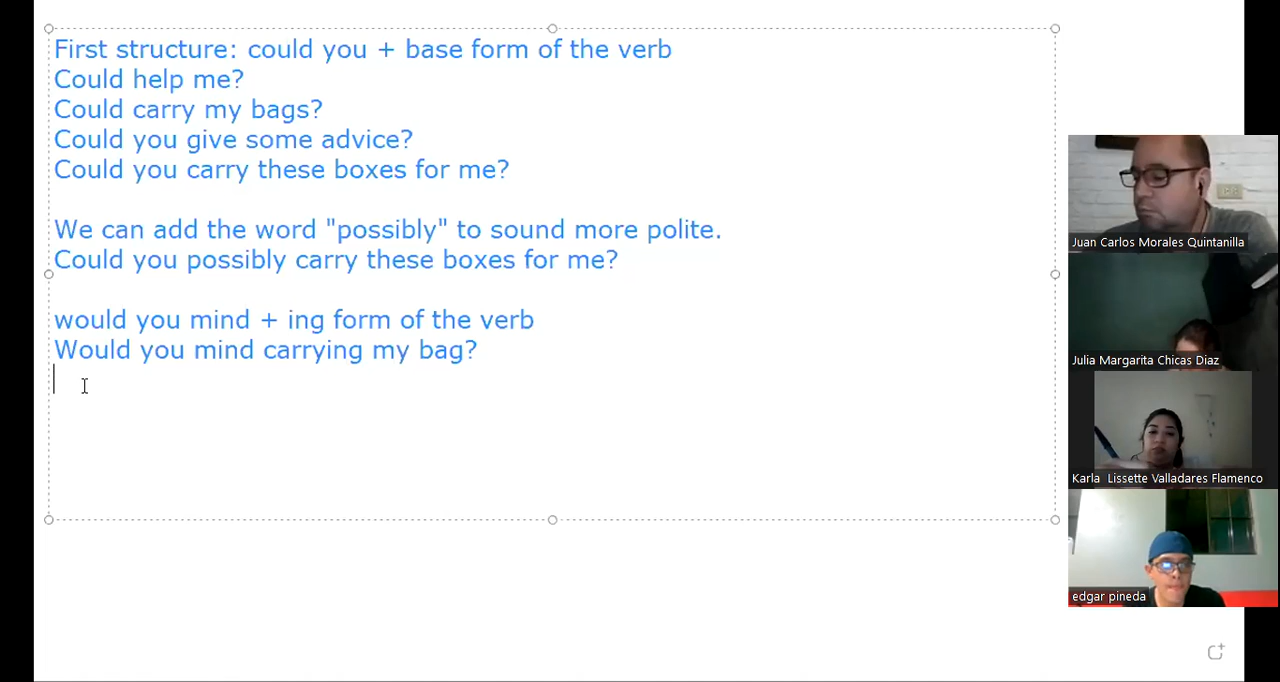 First structure: could you + base form of the verb
Could help me?
Could carry my bags?
Could you give some advice?
Could you carry these boxes for me?
We can add the word "possibly" to sound more polite.
Could you possibly carry these boxes for me?
would you mind + ing form of the verb
Would you mind carrying my bag?
Juan Carlos Morales Quintanilla
Julia Margarita Chicas Diaz
Karla Lissette Valladares Flamenco
edgar pineda